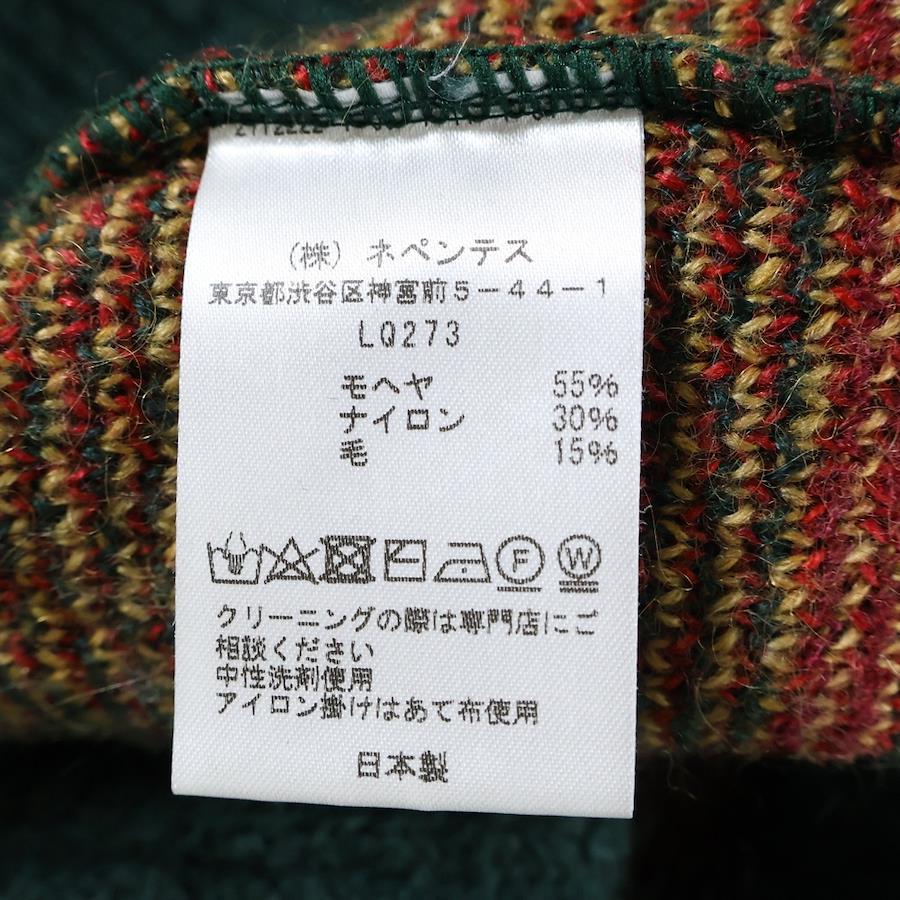 (株) ネペンテス
東京都渋谷区神宮前5-44-1
LQ273
モヘヤ 55%
ナイロン 30%
毛 15%
F W
クリーニングの際は専門店にご
相談ください
中性洗剤使用
アイロン掛けはあて布使用
日本製